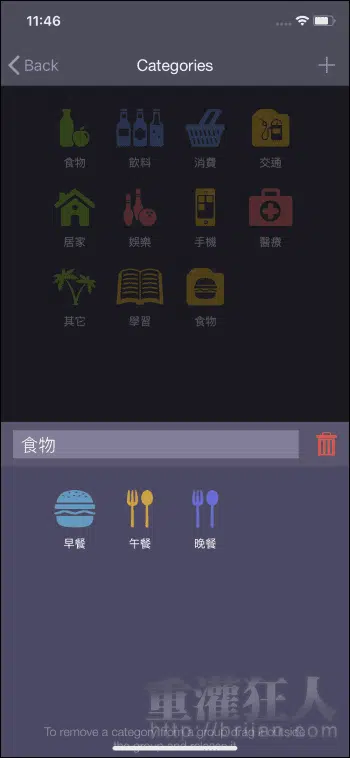 11:46
Back Categories
食物 飲料 消費 交通
居家 娛樂 手機 醫療
其它 學習 食物
食物
早餐 午餐 晚餐
重灌狂人
http://briian.com
To remove a category from a group drag it outside
the group and release it